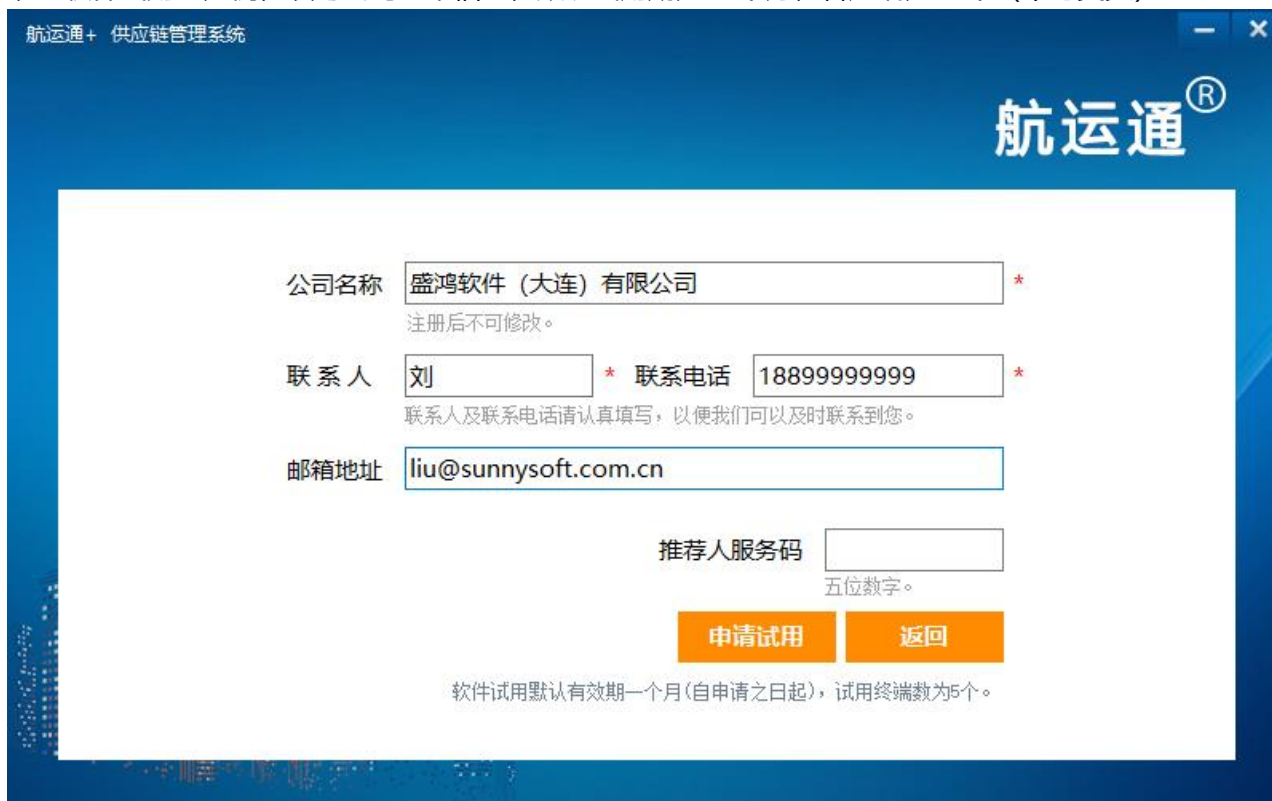 航运通+ 供应链管理系统
航运通®
公司名称 盛鸿软件（大连）有限公司 *
注册后不可修改。
联 系 人 刘 * 联系电话 18899999999 *
联系人及联系电话请认真填写，以便我们可以及时联系到您。
邮箱地址 liu@sunnysoft.com.cn
推荐人服务码
五位数字。
申请试用 返回
软件试用默认有效期一个月(自申请之日起)，试用终端数为5个。